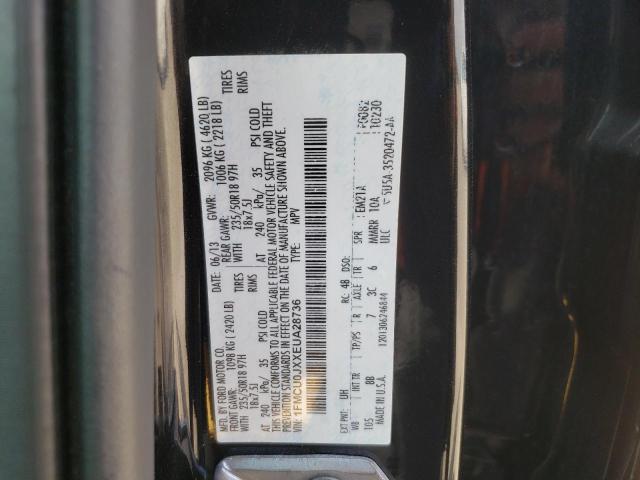 MFD. BY FORD MOTOR CO.
DATE: 06/13 GVWR: 2096 KG ( 4620 LB)
FRONT GAWR: 1098 KG ( 2420 LB) REAR GAWR: 1006 KG ( 2218 LB)
WITH 235/50R18 97H TIRES WITH 235/50R18 97H TIRES
18x7.5J RIMS 18x7.5J RIMS
AT 240 kPa/ 35 PSI COLD AT 240 kPa/ 35 PSI COLD
THIS VEHICLE CONFORMS TO ALL APPLICABLE FEDERAL MOTOR VEHICLE SAFETY AND THEFT
PREVENTION STANDARDS IN EFFECT ON THE DATE OF MANUFACTURE SHOWN ABOVE.
VIN: 1FMCU0JXXEUA28736 TYPE: MPV
EXT PNT: UH RC: 48 DSO:
WB INT TR TP/PS R AXLE TR SPR EM21A
105 8B 7 3C 6 MMRR 10A 10230
MADE IN U.S.A. 120130624684 ULC